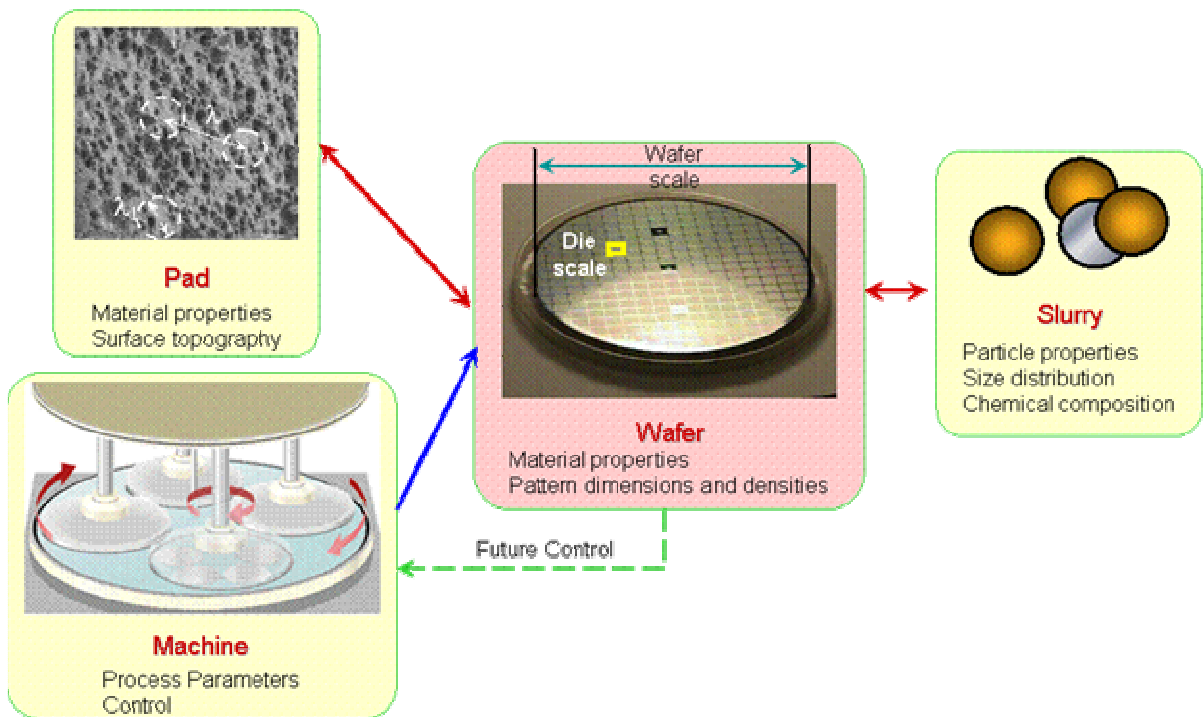 λ
λ
Pad
Material properties
Surface topography
Wafer
scale
Die
scale
Wafer
Material properties
Pattern dimensions and densities
Slurry
Particle properties
Size distribution
Chemical composition
Future Control
Machine
Process Parameters
Control